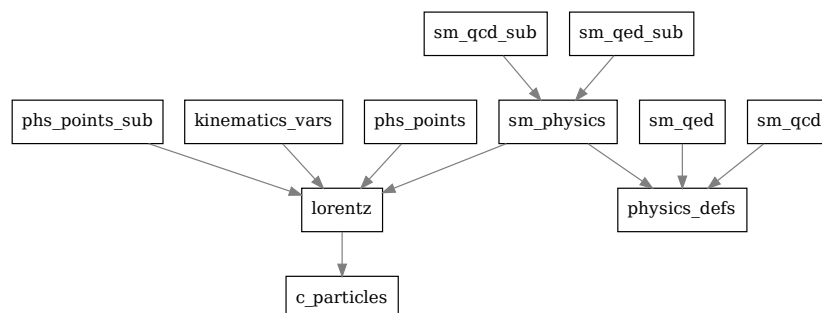 sm_qcd_sub
sm_qed_sub
phs_points_sub
kinematics_vars
phs_points
sm_physics
sm_qed
sm_qcd
lorentz
physics_defs
c_particles